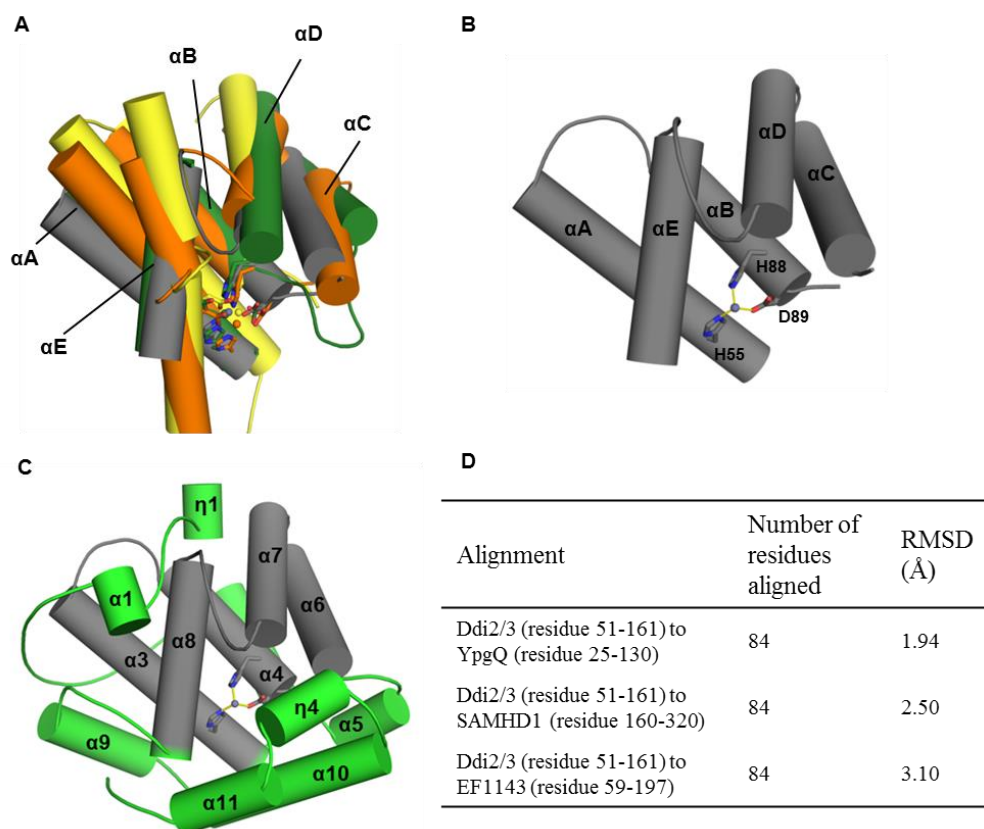 A
αD
αB
αC
αA
αE
B
αD
αC
αB
αA
αE
H88
D89
H55
C
η1
α7
α1
α6
α8
α3
α4
η4
α5
α9
α10
α11
D
Alignment
Number of
residues
aligned
RMSD
(Å)
Ddi2/3 (residue 51-161) to
YpgQ (residue 25-130)
84
1.94
Ddi2/3 (residue 51-161) to
SAMHD1 (residue 160-320)
84
2.50
Ddi2/3 (residue 51-161) to
EF1143 (residue 59-197)
84
3.10